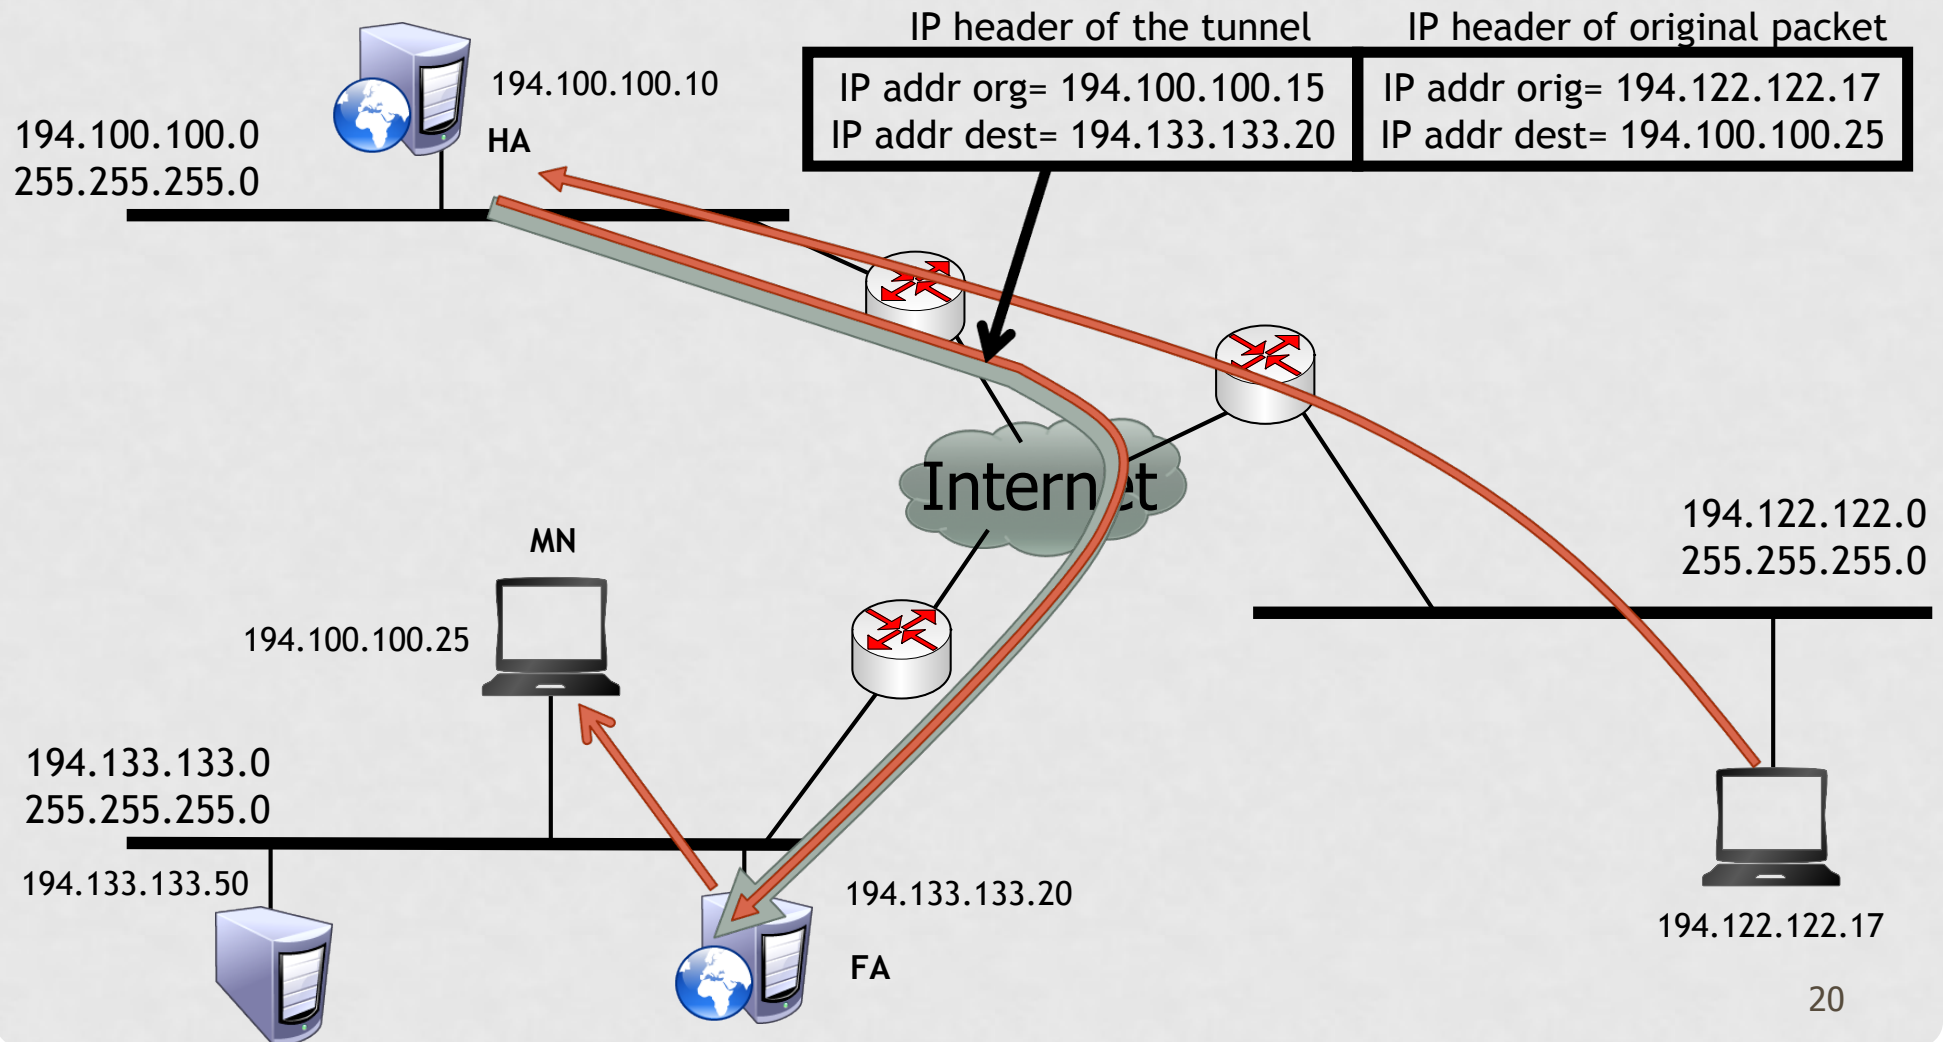 IP header of the tunnel
IP header of original packet
IP addr org= 194.100.100.15
IP addr dest= 194.133.133.20
IP addr orig= 194.122.122.17
IP addr dest= 194.100.100.25
194.100.100.10
HA
194.100.100.0
255.255.255.0
Internet
MN
194.100.100.25
194.122.122.0
255.255.255.0
194.133.133.0
255.255.255.0
194.133.133.50
194.133.133.20
FA
194.122.122.17
20